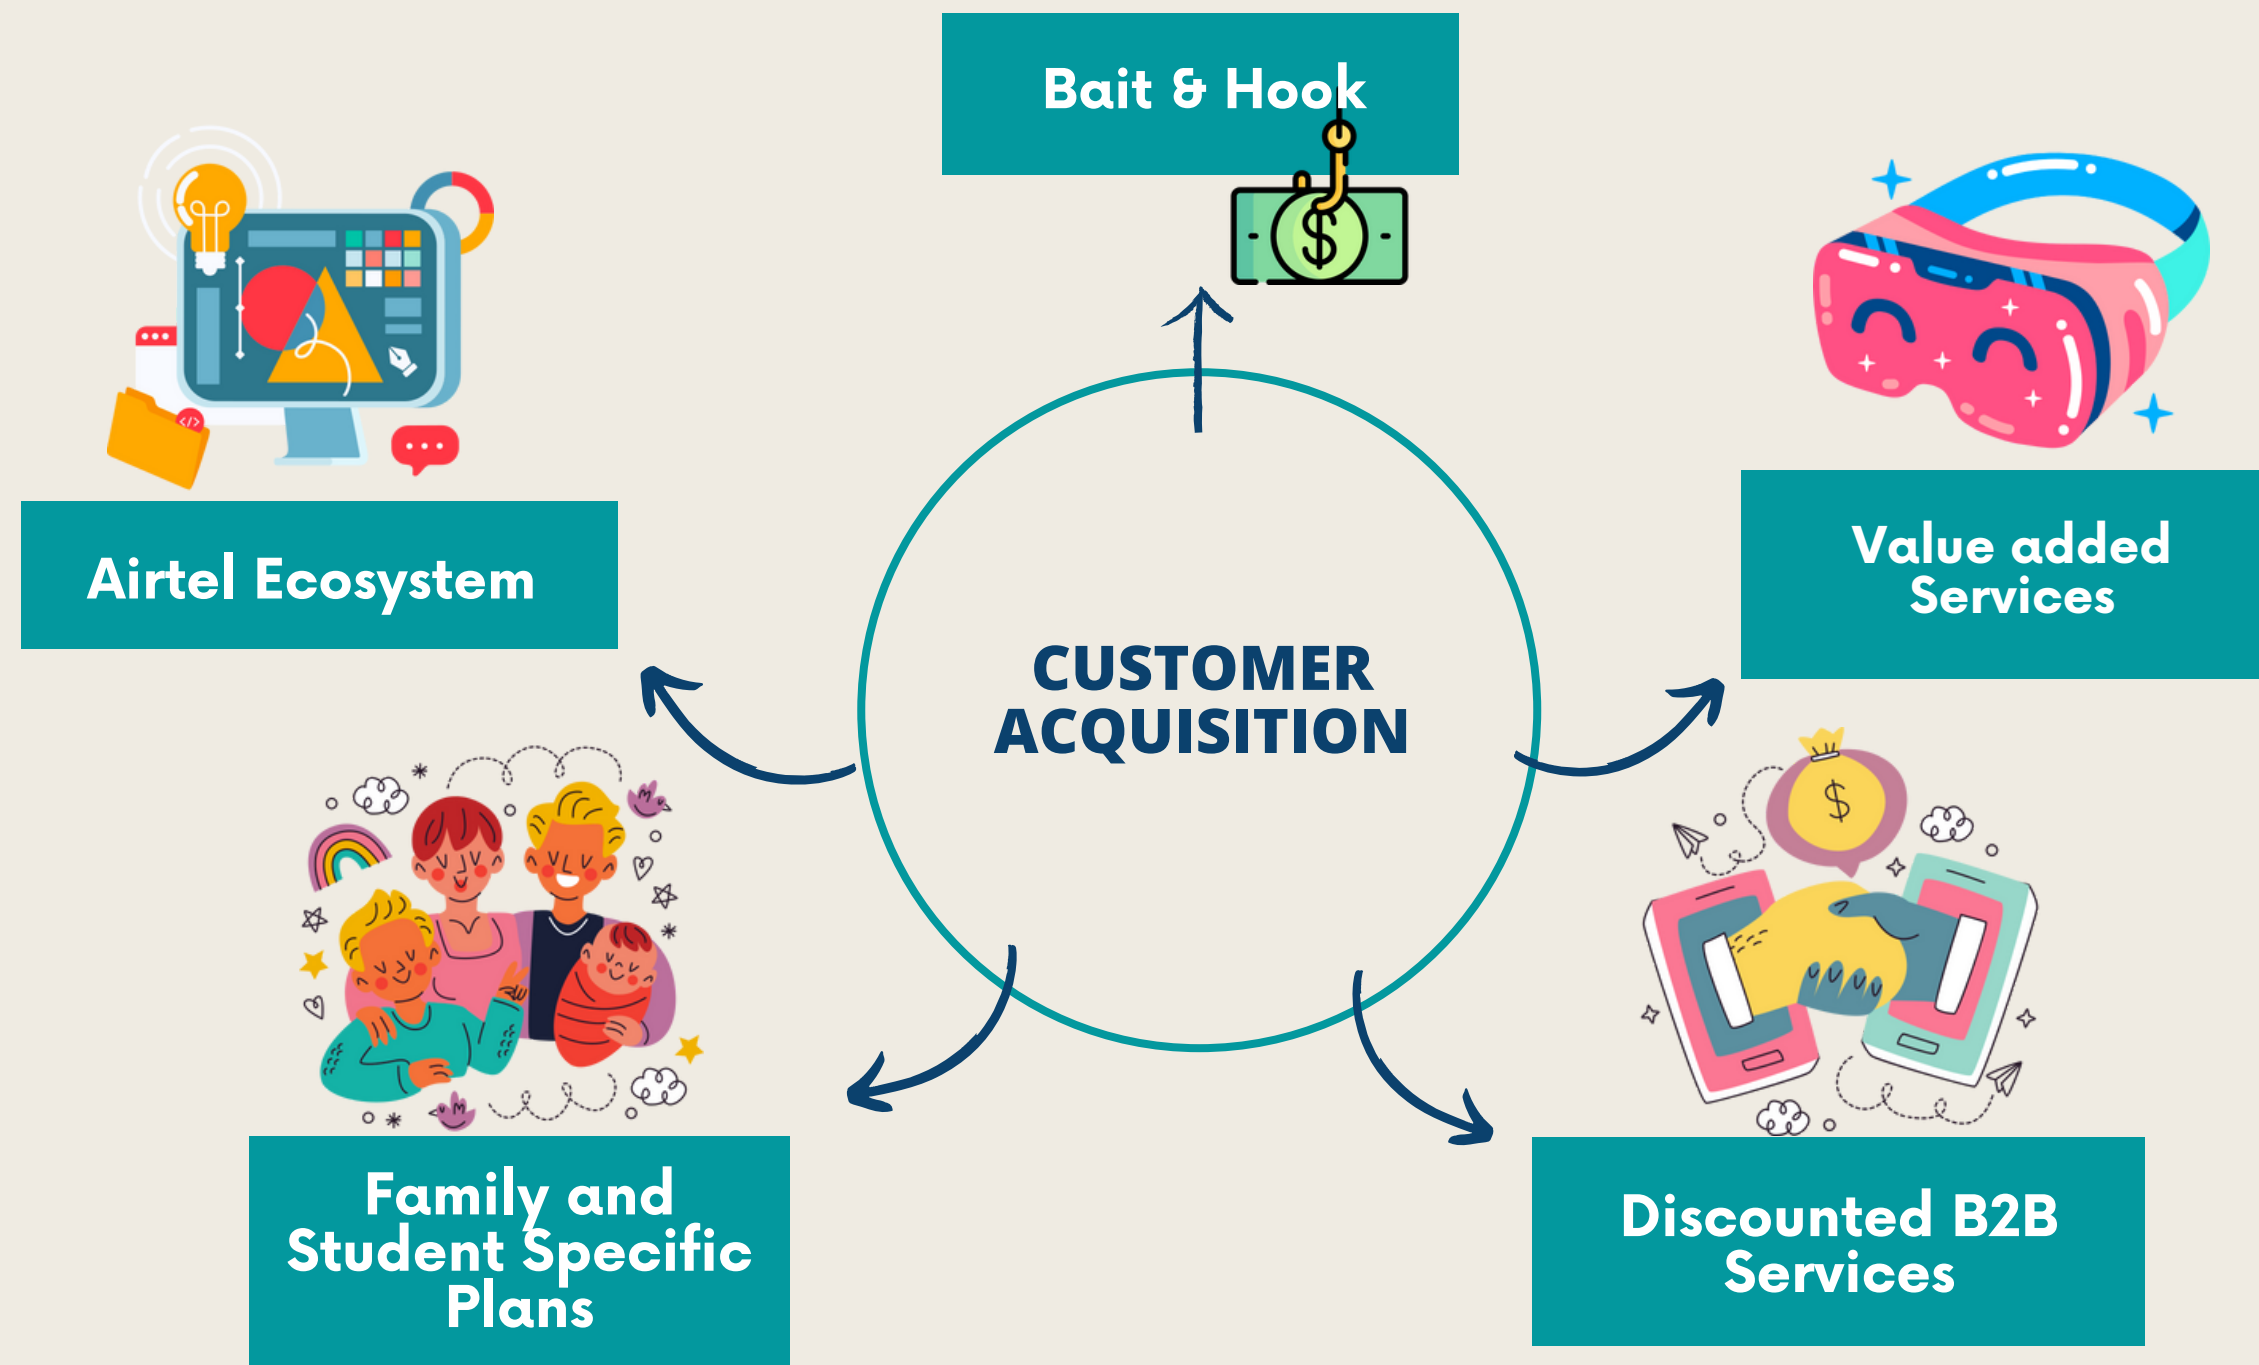 Bait & Hook
Airtel Ecosystem
Value added
Services
CUSTOMER
ACQUISITION
Family and
Student Specific
Plans
Discounted B2B
Services